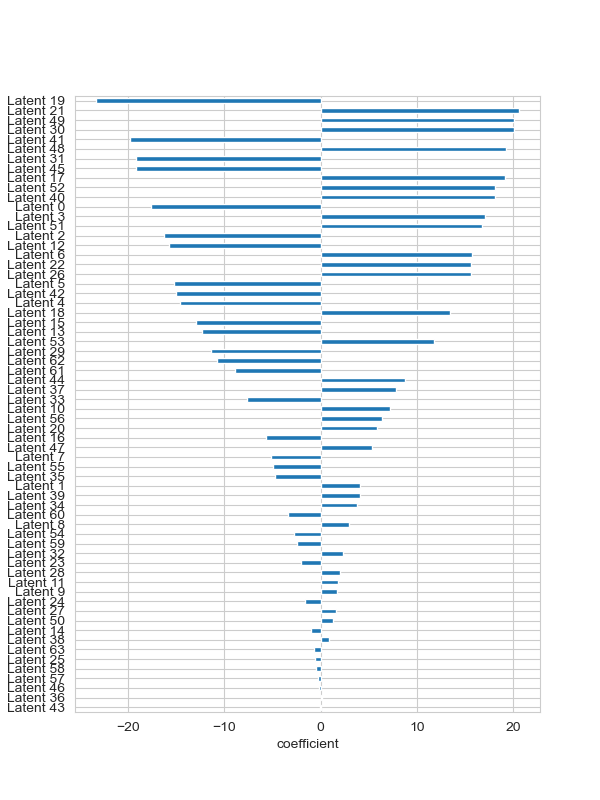 Latent 19
Latent 21
Latent 49
Latent 30
Latent 41
Latent 48
Latent 31
Latent 45
Latent 17
Latent 52
Latent 40
Latent 0
Latent 3
Latent 51
Latent 2
Latent 12
Latent 6
Latent 22
Latent 26
Latent 5
Latent 42
Latent 4
Latent 18
Latent 15
Latent 13
Latent 53
Latent 29
Latent 62
Latent 61
Latent 44
Latent 37
Latent 33
Latent 10
Latent 56
Latent 20
Latent 16
Latent 47
Latent 7
Latent 55
Latent 35
Latent 1
Latent 39
Latent 34
Latent 60
Latent 8
Latent 54
Latent 59
Latent 32
Latent 23
Latent 28
Latent 11
Latent 9
Latent 24
Latent 27
Latent 50
Latent 14
Latent 38
Latent 63
Latent 25
Latent 58
Latent 57
Latent 46
Latent 36
Latent 43
−20 −10 0 10 20
coefficient